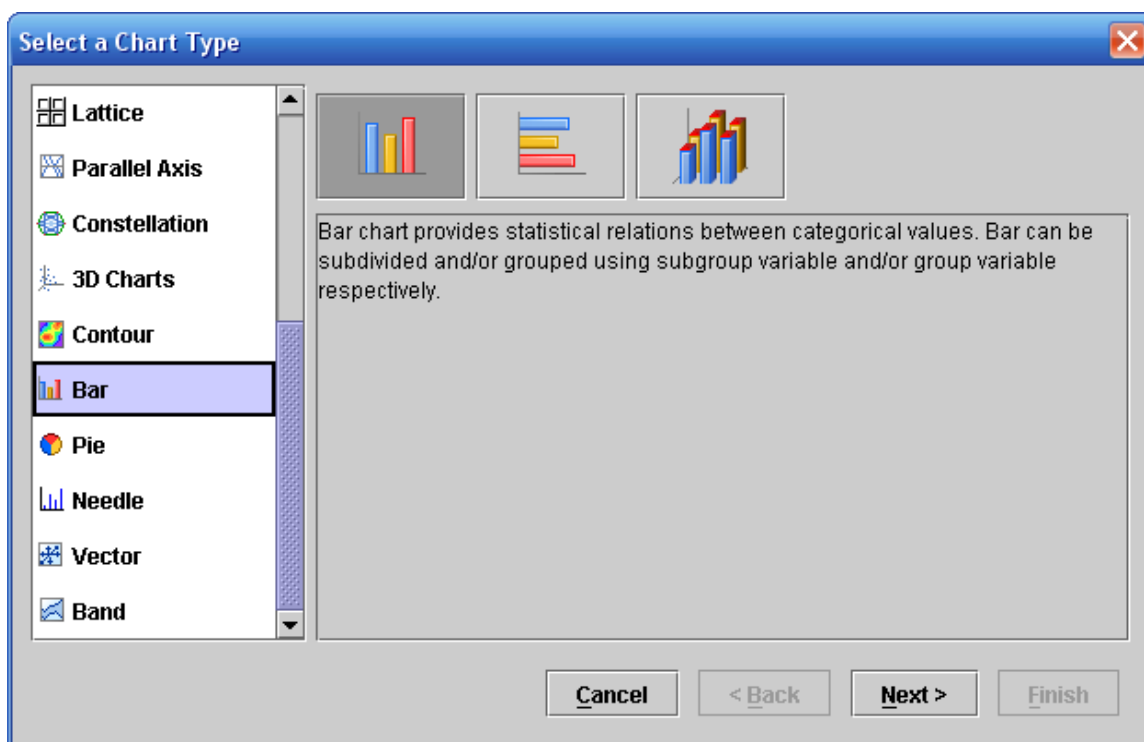 Select a Chart Type
Lattice
Parallel Axis
Constellation
3D Charts
Contour
Bar
Pie
Needle
Vector
Band
Bar chart provides statistical relations between categorical values. Bar can be
subdivided and/or grouped using subgroup variable and/or group variable
respectively.
Cancel
< Back
Next >
Finish